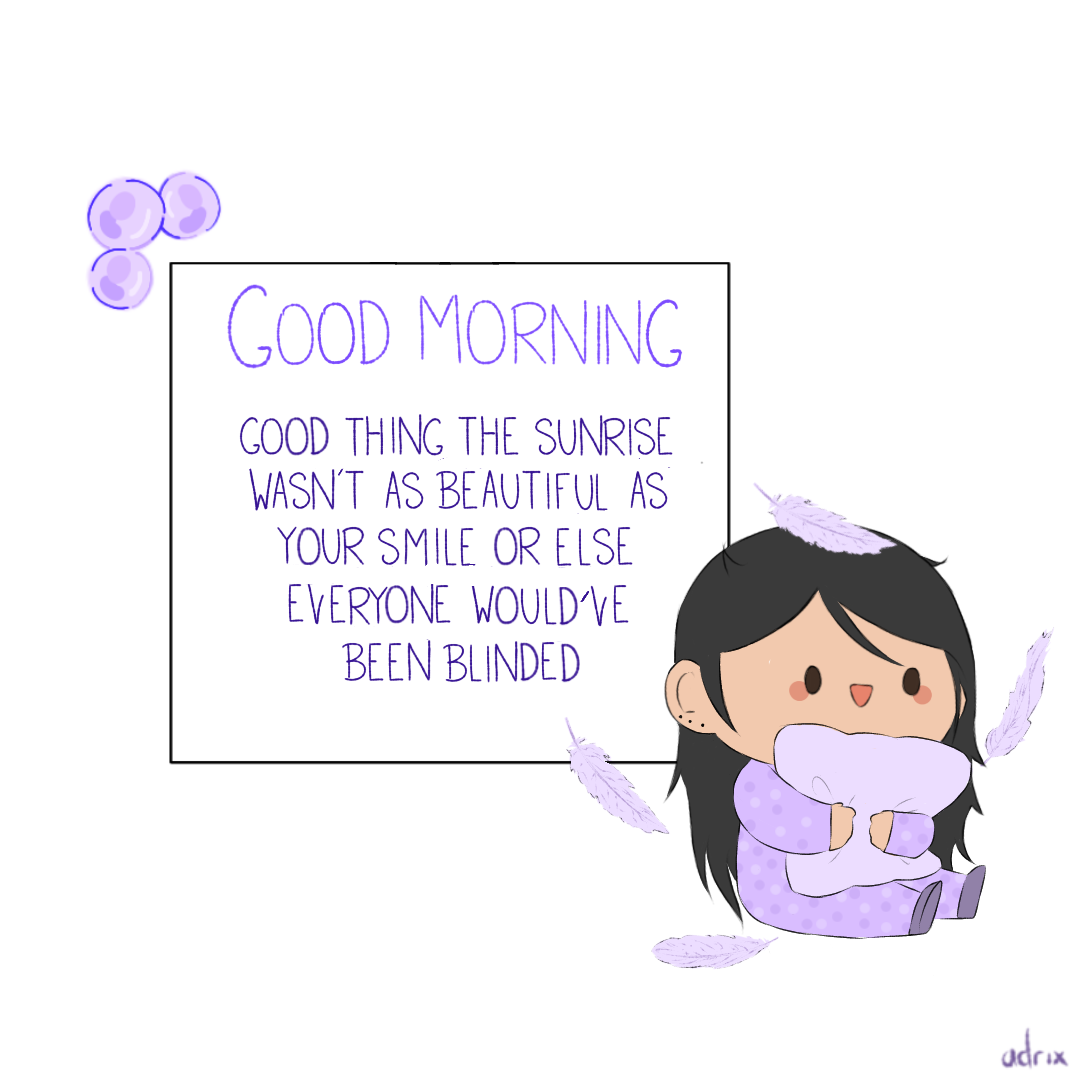 GOOD MORNING
GOOD THING THE SUNRISE
WASN'T AS BEAUTIFUL AS
YOUR SMILE OR ELSE
EVERYONE WOULD'VE
BEEN BLINDED
adrix